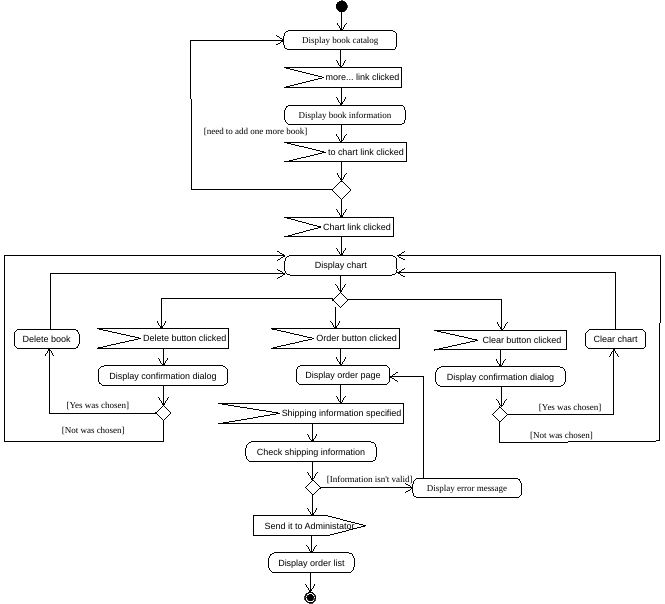 Display book catalog
more... link clicked
Display book information
[need to add one more book]
to chart link clicked
Chart link clicked
Display chart
Delete book
Delete button clicked
Order button clicked
Clear button clicked
Clear chart
Display confirmation dialog
Display order page
Display confirmation dialog
[Yes was chosen]
[Yes was chosen]
Shipping information specified
[Not was chosen]
[Not was chosen]
Check shipping information
[Information isn't valid]
Display error message
Send it to Administator
Display order list